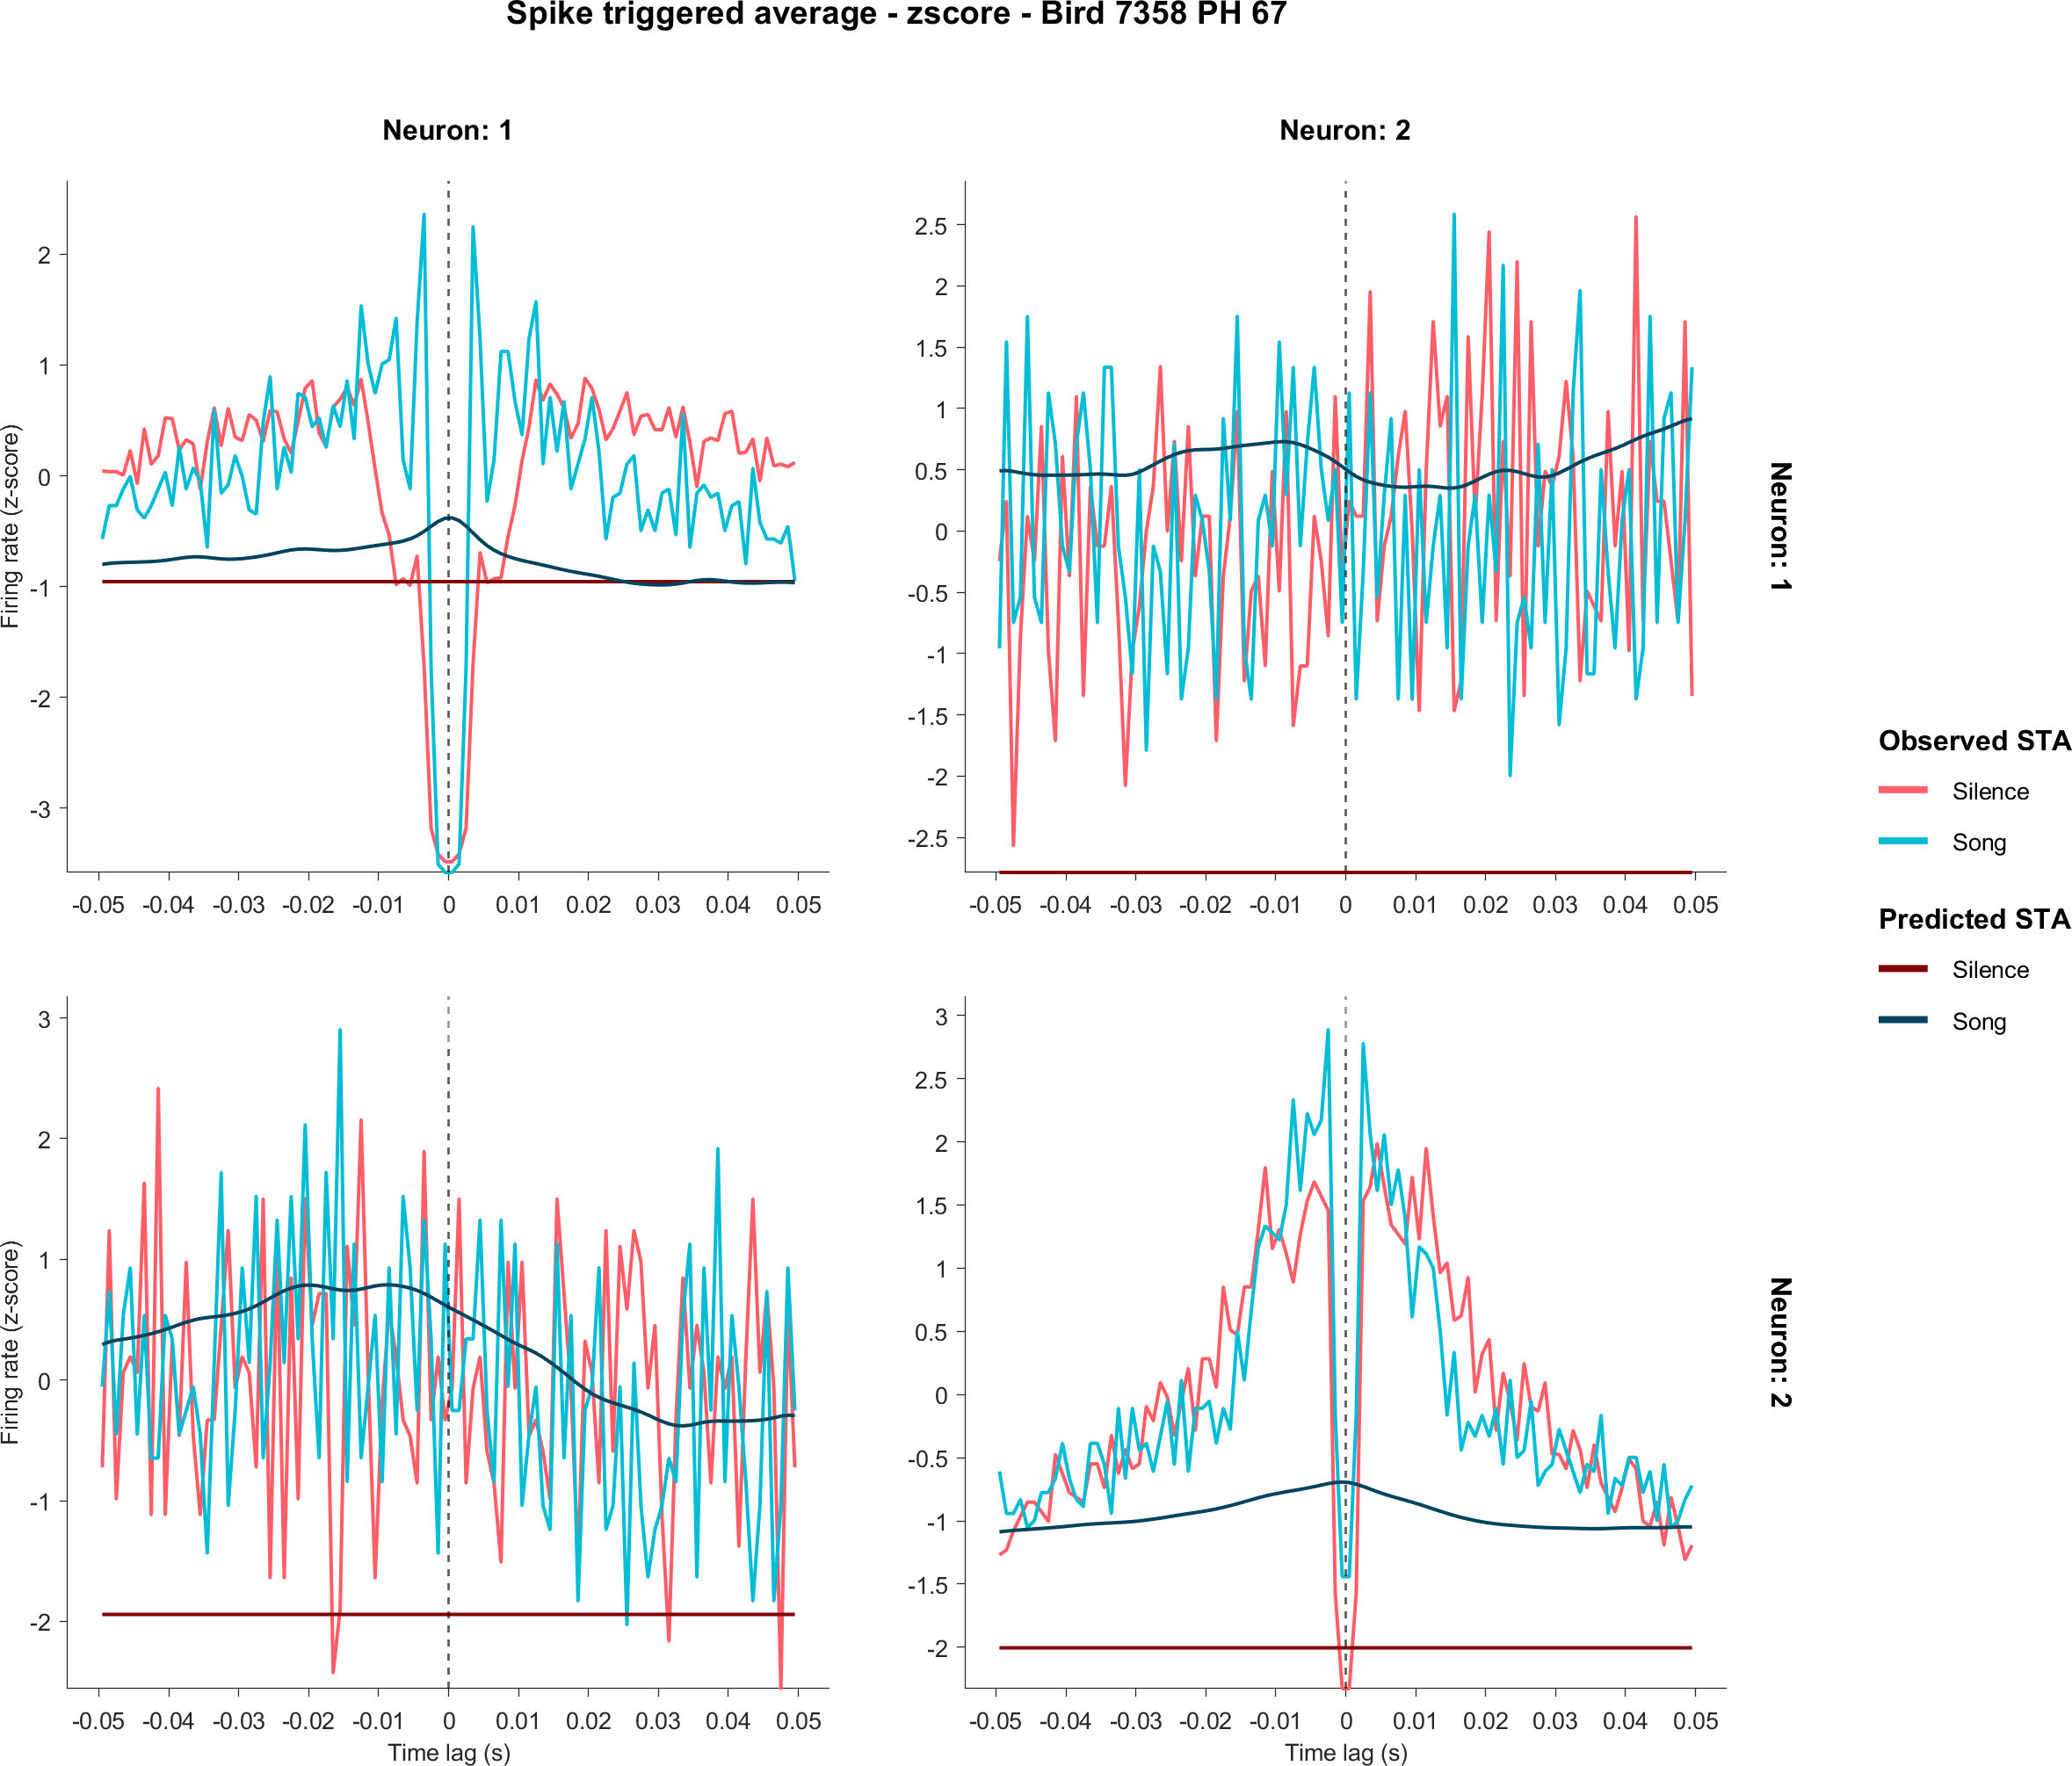 Spike triggered average - zscore - Bird 7358 PH 67
Neuron: 1
Neuron: 2
Firing rate (z-score)
2
1
0
-1
-2
-3
-0.05 -0.04 -0.03 -0.02 -0.01 0 0.01 0.02 0.03 0.04 0.05
2.5
2
1.5
1
0.5
0
-0.5
-1
-1.5
-2
-2.5
-0.05 -0.04 -0.03 -0.02 -0.01 0 0.01 0.02 0.03 0.04 0.05
Neuron: 1
Observed STA
Silence
Song
Predicted STA
Silence
Song
Firing rate (z-score)
3
2
1
0
-1
-2
-0.05 -0.04 -0.03 -0.02 -0.01 0 0.01 0.02 0.03 0.04 0.05
Time lag (s)
3
2.5
2
1.5
1
0.5
0
-0.5
-1
-1.5
-2
-0.05 -0.04 -0.03 -0.02 -0.01 0 0.01 0.02 0.03 0.04 0.05
Time lag (s)
Neuron: 2